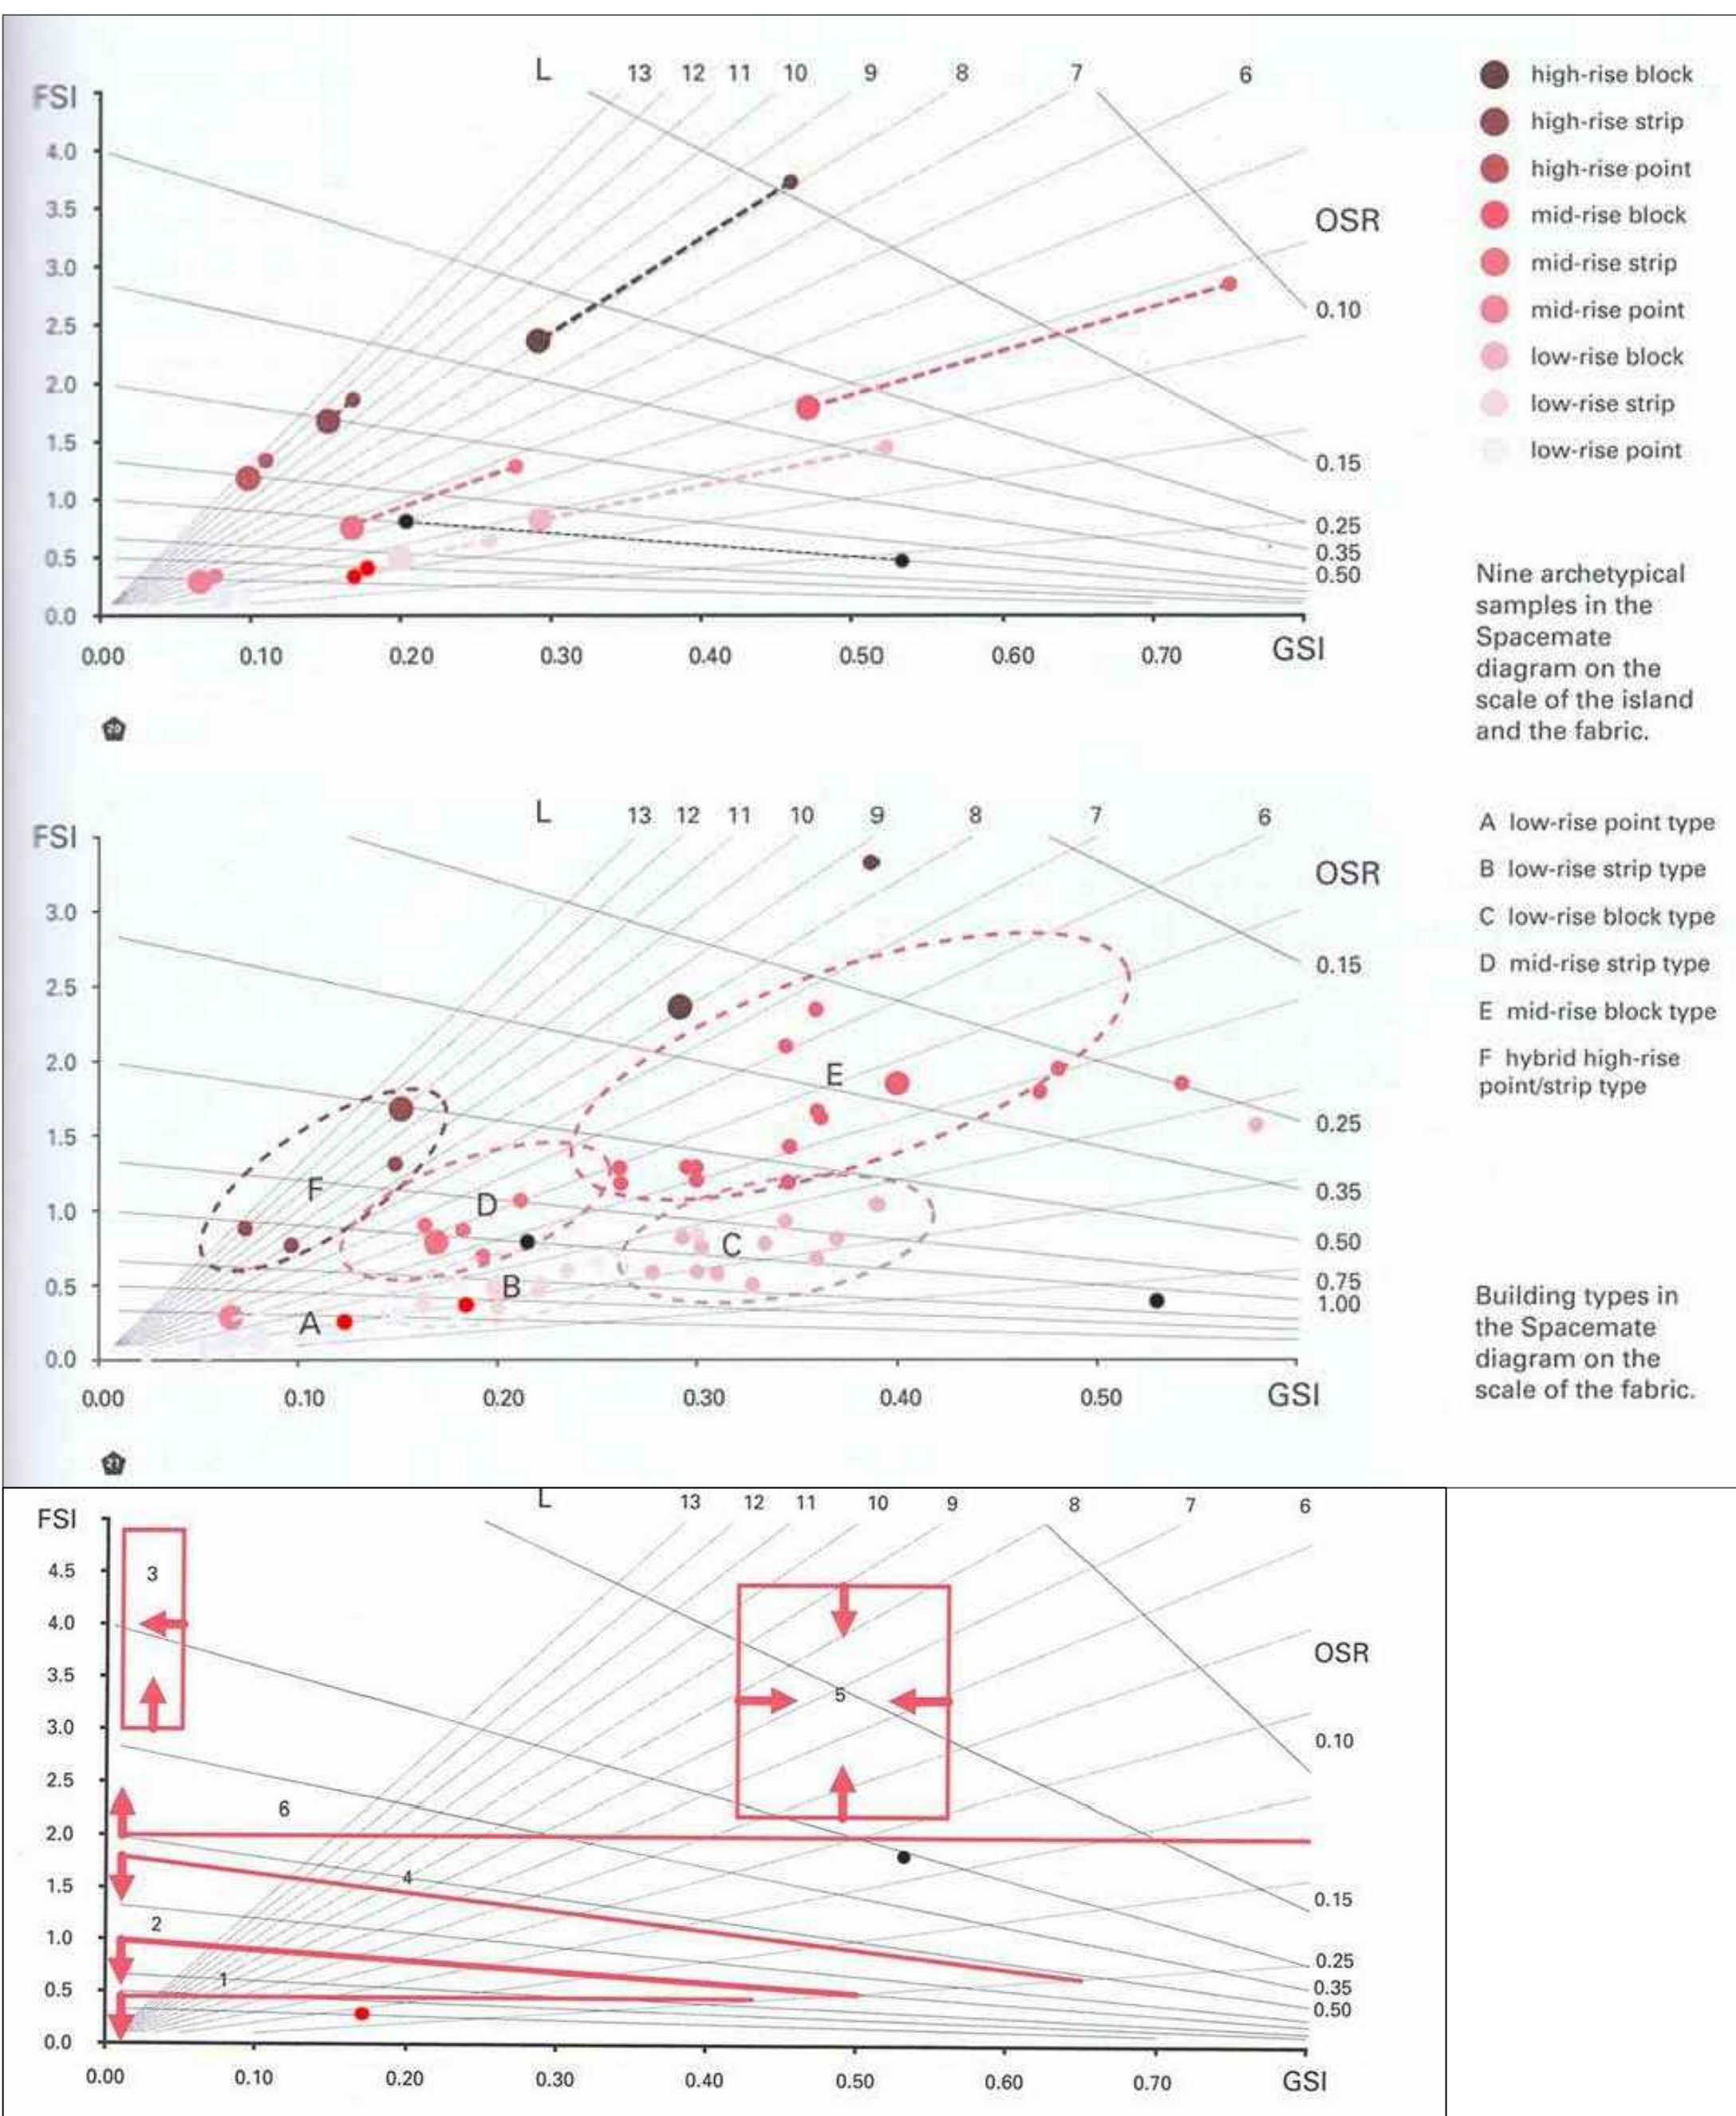 L 13 12 11 10 9 8 7 6
FSI
4.0
3.5
3.0
2.5
2.0
1.5
1.0
0.5
0.0
0.00 0.10 0.20 0.30 0.40 0.50 0.60 0.70 GSI
OSR
0.10
0.15
0.25
0.35
0.50
high-rise block
high-rise strip
high-rise point
mid-rise block
mid-rise strip
mid-rise point
low-rise block
low-rise strip
low-rise point
Nine archetypical
samples in the
Spacemate
diagram on the
scale of the island
and the fabric.
20
L 13 12 11 10 9 8 7 6
FSI
3.0
2.5
2.0
1.5
1.0
0.5
0.0
0.00 0.10 0.20 0.30 0.40 0.50 GSI
OSR
0.15
0.25
0.35
0.50
0.75
1.00
E
F
D
C
B
A
A low-rise point type
B low-rise strip type
C low-rise block type
D mid-rise strip type
E mid-rise block type
F hybrid high-rise
point/strip type
Building types in
the Spacemate
diagram on the
scale of the fabric.
L 13 12 11 10 9 8 7 6
FSI
4.5
4.0
3.5
3.0
2.5
2.0
1.5
1.0
0.5
0.0
0.00 0.10 0.20 0.30 0.40 0.50 0.60 0.70 GSI
OSR
0.10
0.15
0.25
0.35
0.50
3
5
6
4
2
1